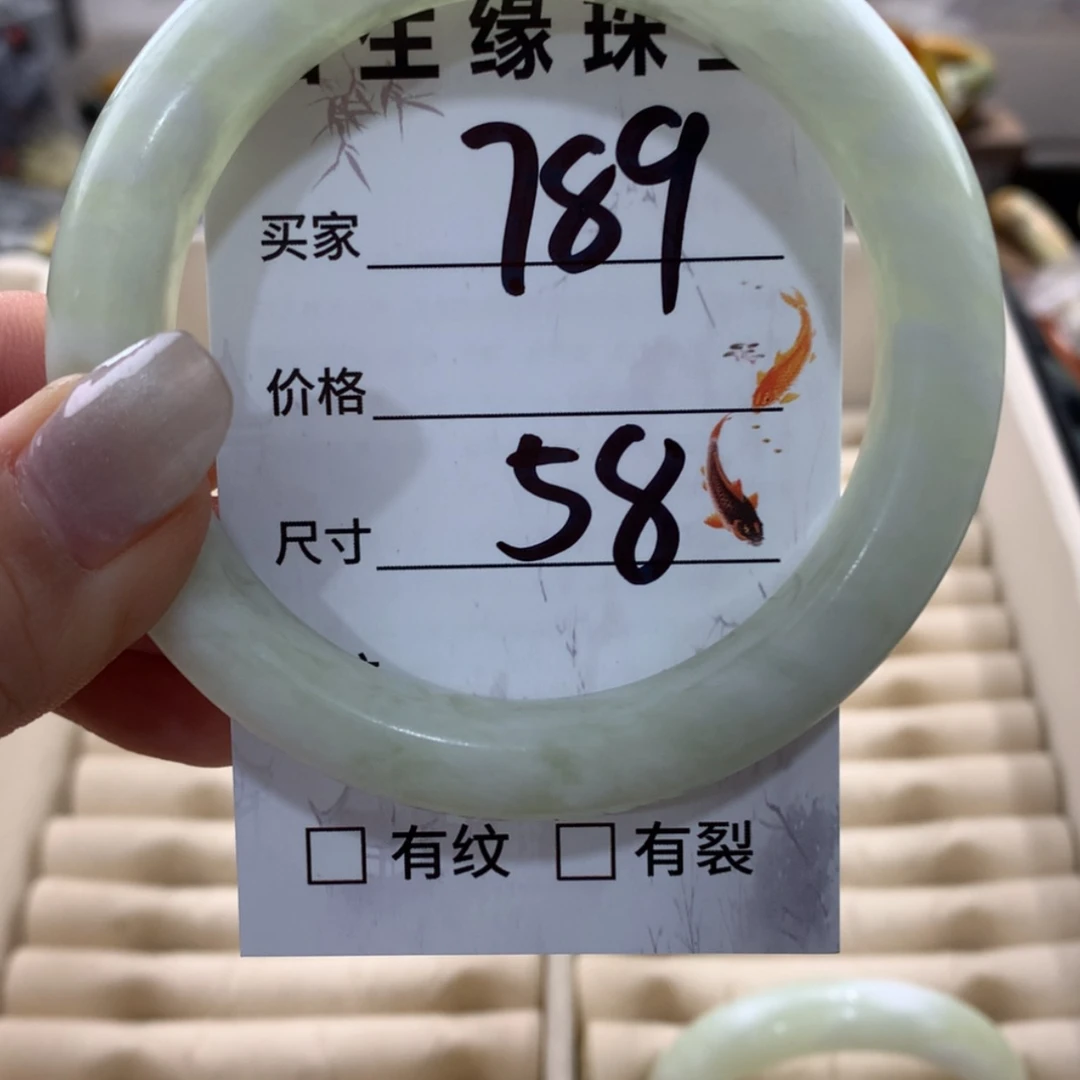 生缘珠
买家 789
价格
尺寸 58
有纹 有裂